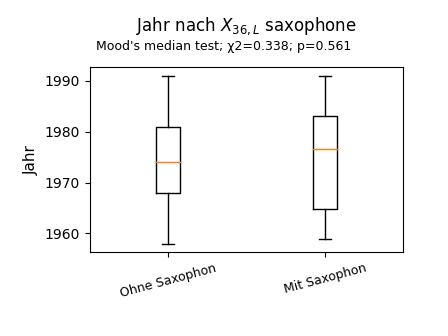 Jahr nach X36,L saxophone
Mood's median test; χ2=0.338; p=0.561
1990
1980
1970
1960
Jahr
Ohne Saxophon
Mit Saxophon